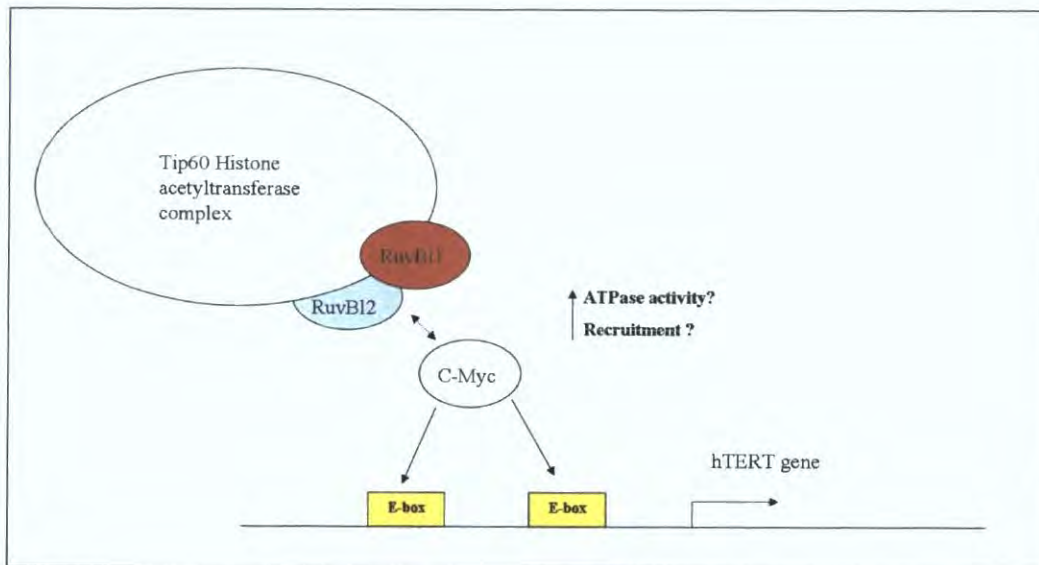 Tip60 Histone
acetyltransferase
complex
RuvBl1
RuvBl2
ATPase activity?
Recruitment ?
C-Myc
hTERT gene
E-box
E-box